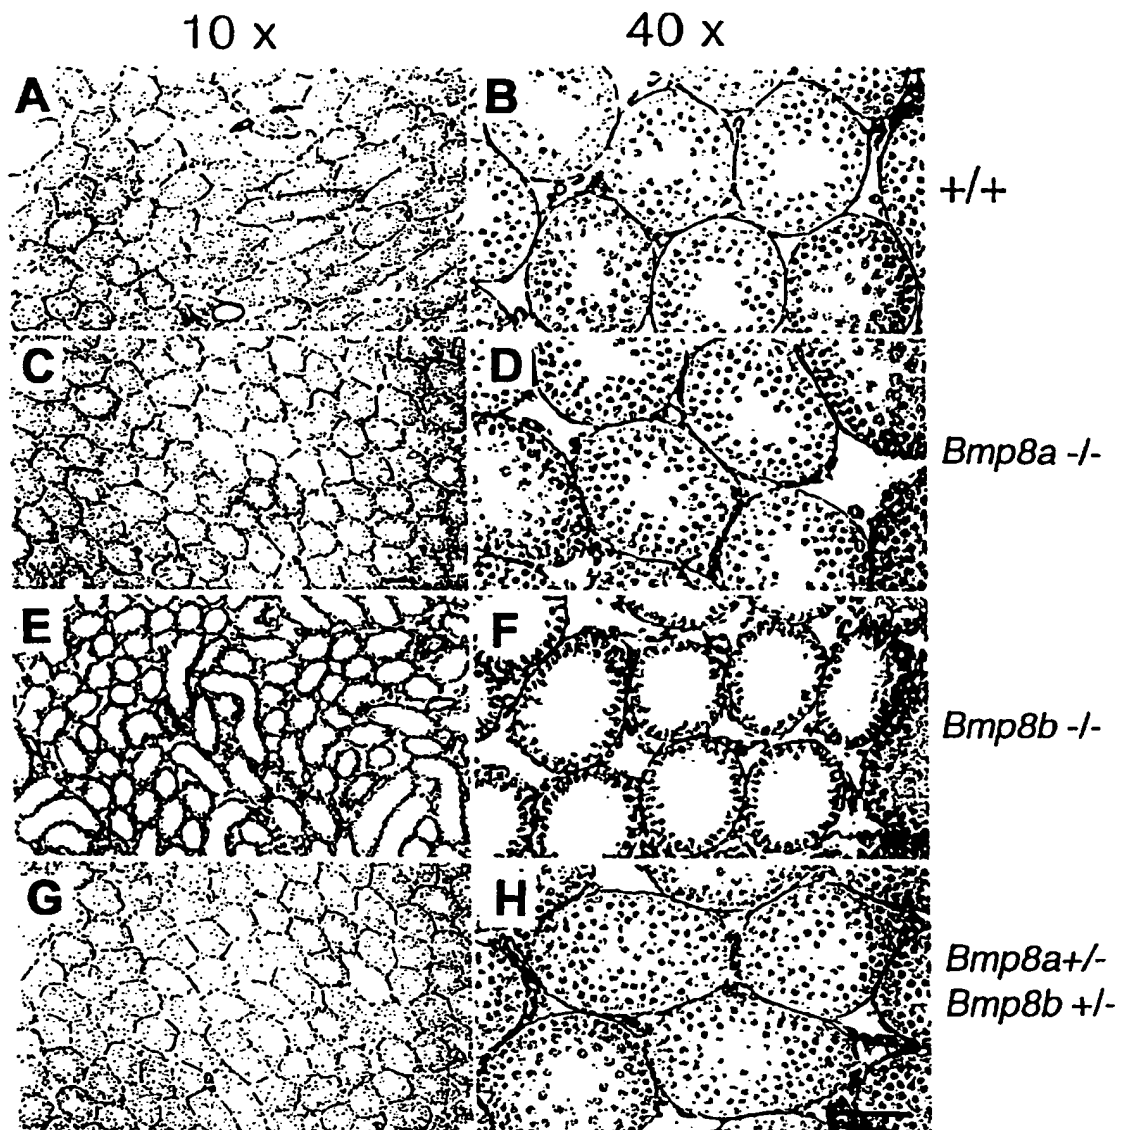 10 x 40 x
A B +/+
C D Bmp8a -/-
E F Bmp8b -/-
G H Bmp8a+/-
Bmp8b +/-